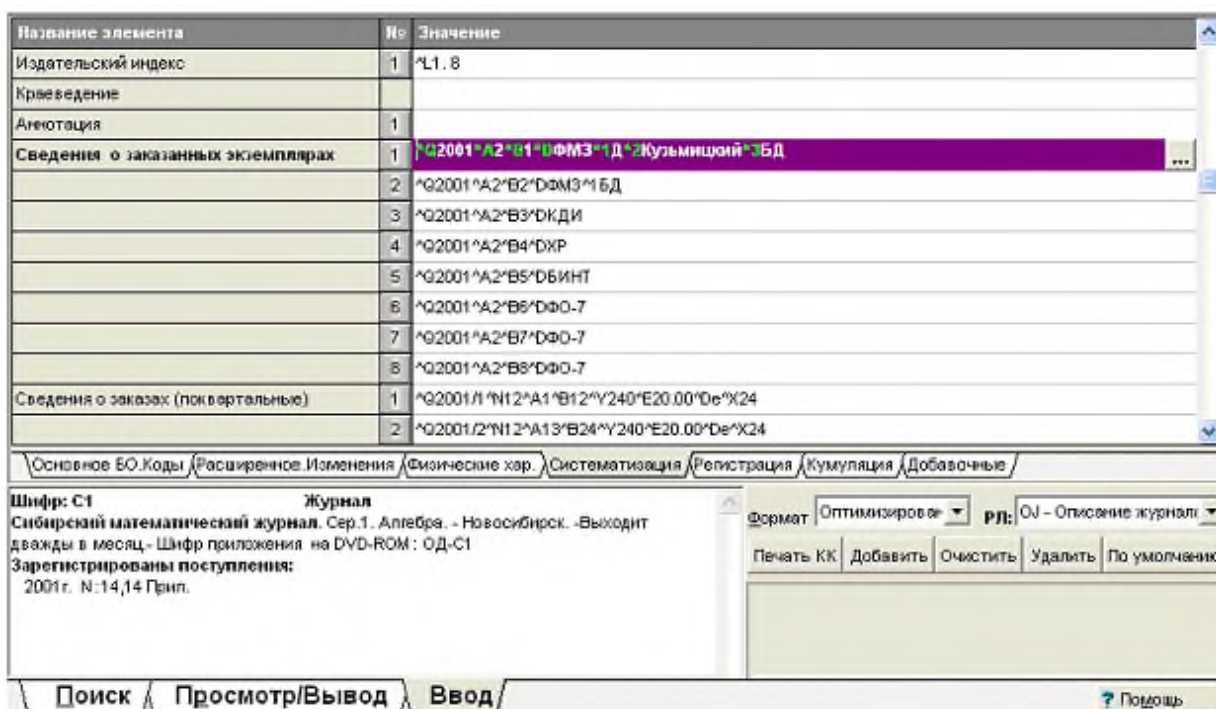 Название элемента № Значение
Издательский индекс 1 ^L1. 8
Краеведение
Аннотация 1
Сведения о заказанных экземплярах 1 ^Q2001^A2^B1^DФМЗ^1Д^2Кузьмицкий^3БД ...
2 ^Q2001^A2^B2^DФМЗ^1БД
3 ^Q2001^A2^B3^DКДИ
4 ^Q2001^A2^B4^DХР
5 ^Q2001^A2^B5^DБИНТ
6 ^Q2001^A2^B6^DФО-7
7 ^Q2001^A2^B7^DФО-7
8 ^Q2001^A2^B8^DФО-7
Сведения о заказах (поквартальные) 1 ^Q2001/1^N12^A1^B12^Y240^E20.00^De^X24
2 ^Q2001/2^N12^A13^B24^Y240^E20.00^De^X24
Основное БО.Коды Расширенное.Изменения Физические хар. Систематизация Регистрация Кумуляция Добавочные
Шифр: С1 Журнал
Сибирский математический журнал. Сер.1. Алгебра. - Новосибирск. -Выходит
дважды в месяц.- Шифр приложения на DVD-ROM : ОД-С1
Зарегистрированы поступления:
2001г. N:14,14 Прил.
Формат Оптимизирован РЛ: OJ - Описание журнала
Печать КК Добавить Очистить Удалить По умолчанию
Поиск Просмотр/Вывод Ввод ? Помощь